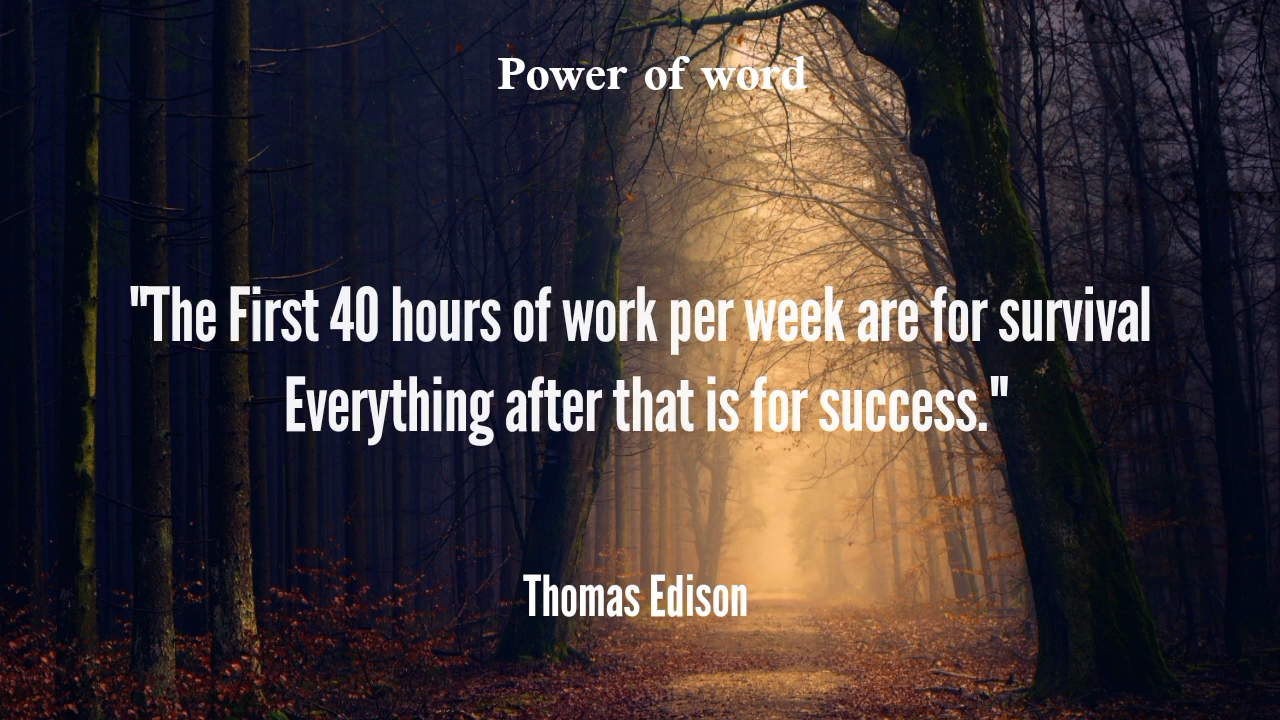 Power of word
"The First 40 hours of work per week are for survival
Everything after that is for success."
Thomas Edison